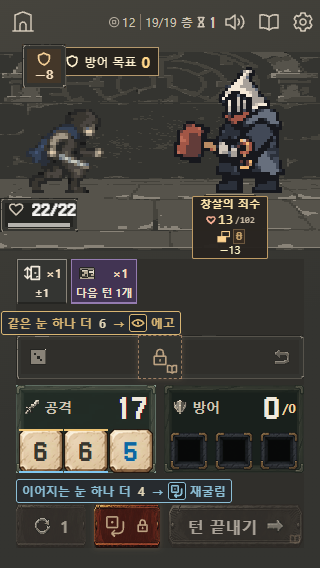 12 19/19 층 1
방어 목표 0
−8
22/22
창살의 죄수
13 /102
−13
×1
±1
×1
다음 턴 1개
같은 눈 하나 더 6 → 예고
공격 17
방어 0/0
6 6 5
이어지는 눈 하나 더 4 → 재굴림
1
턴 끝내기